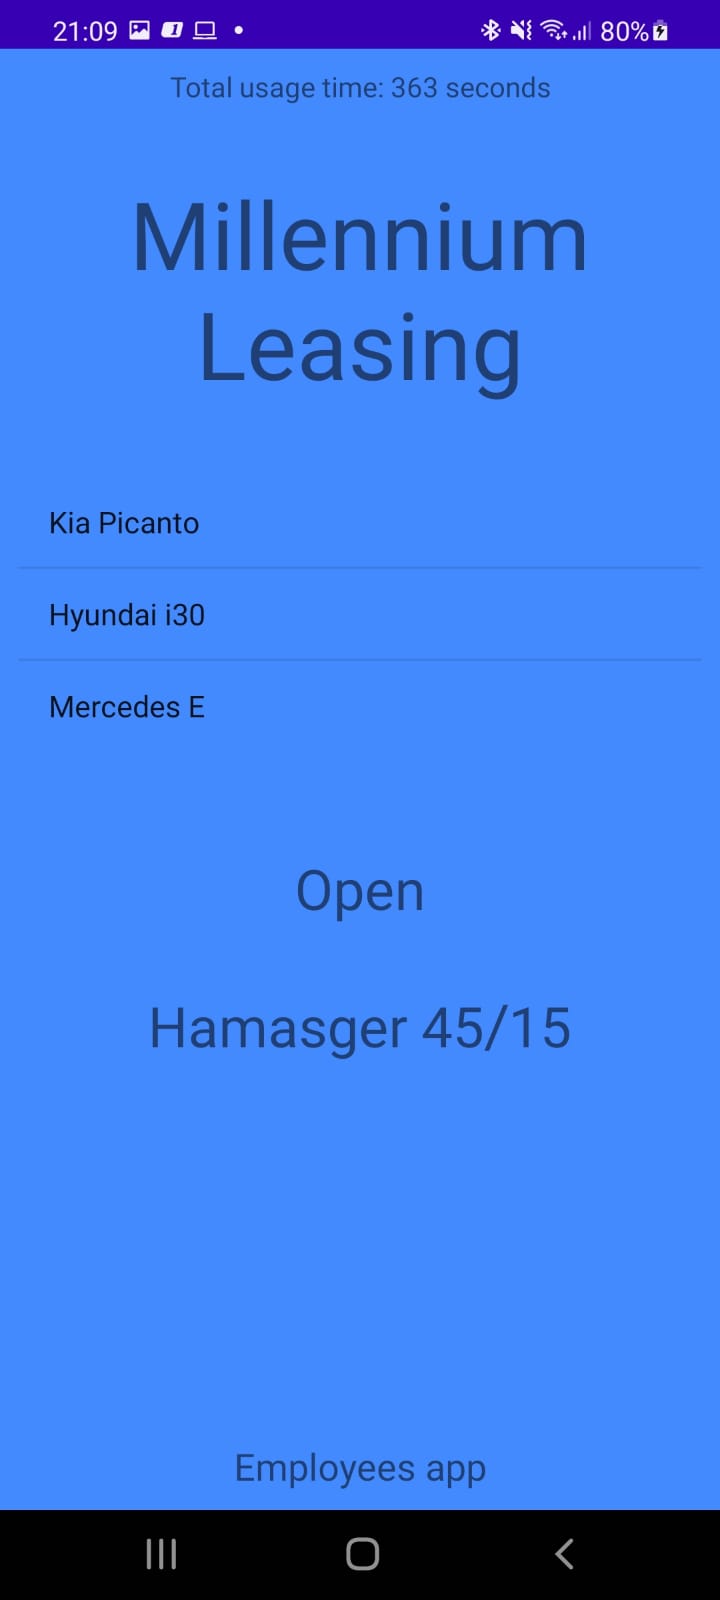 21:09
80%
Total usage time: 363 seconds
Millennium
Leasing
Kia Picanto
Hyundai i30
Mercedes E
Open
Hamasger 45/15
Employees app